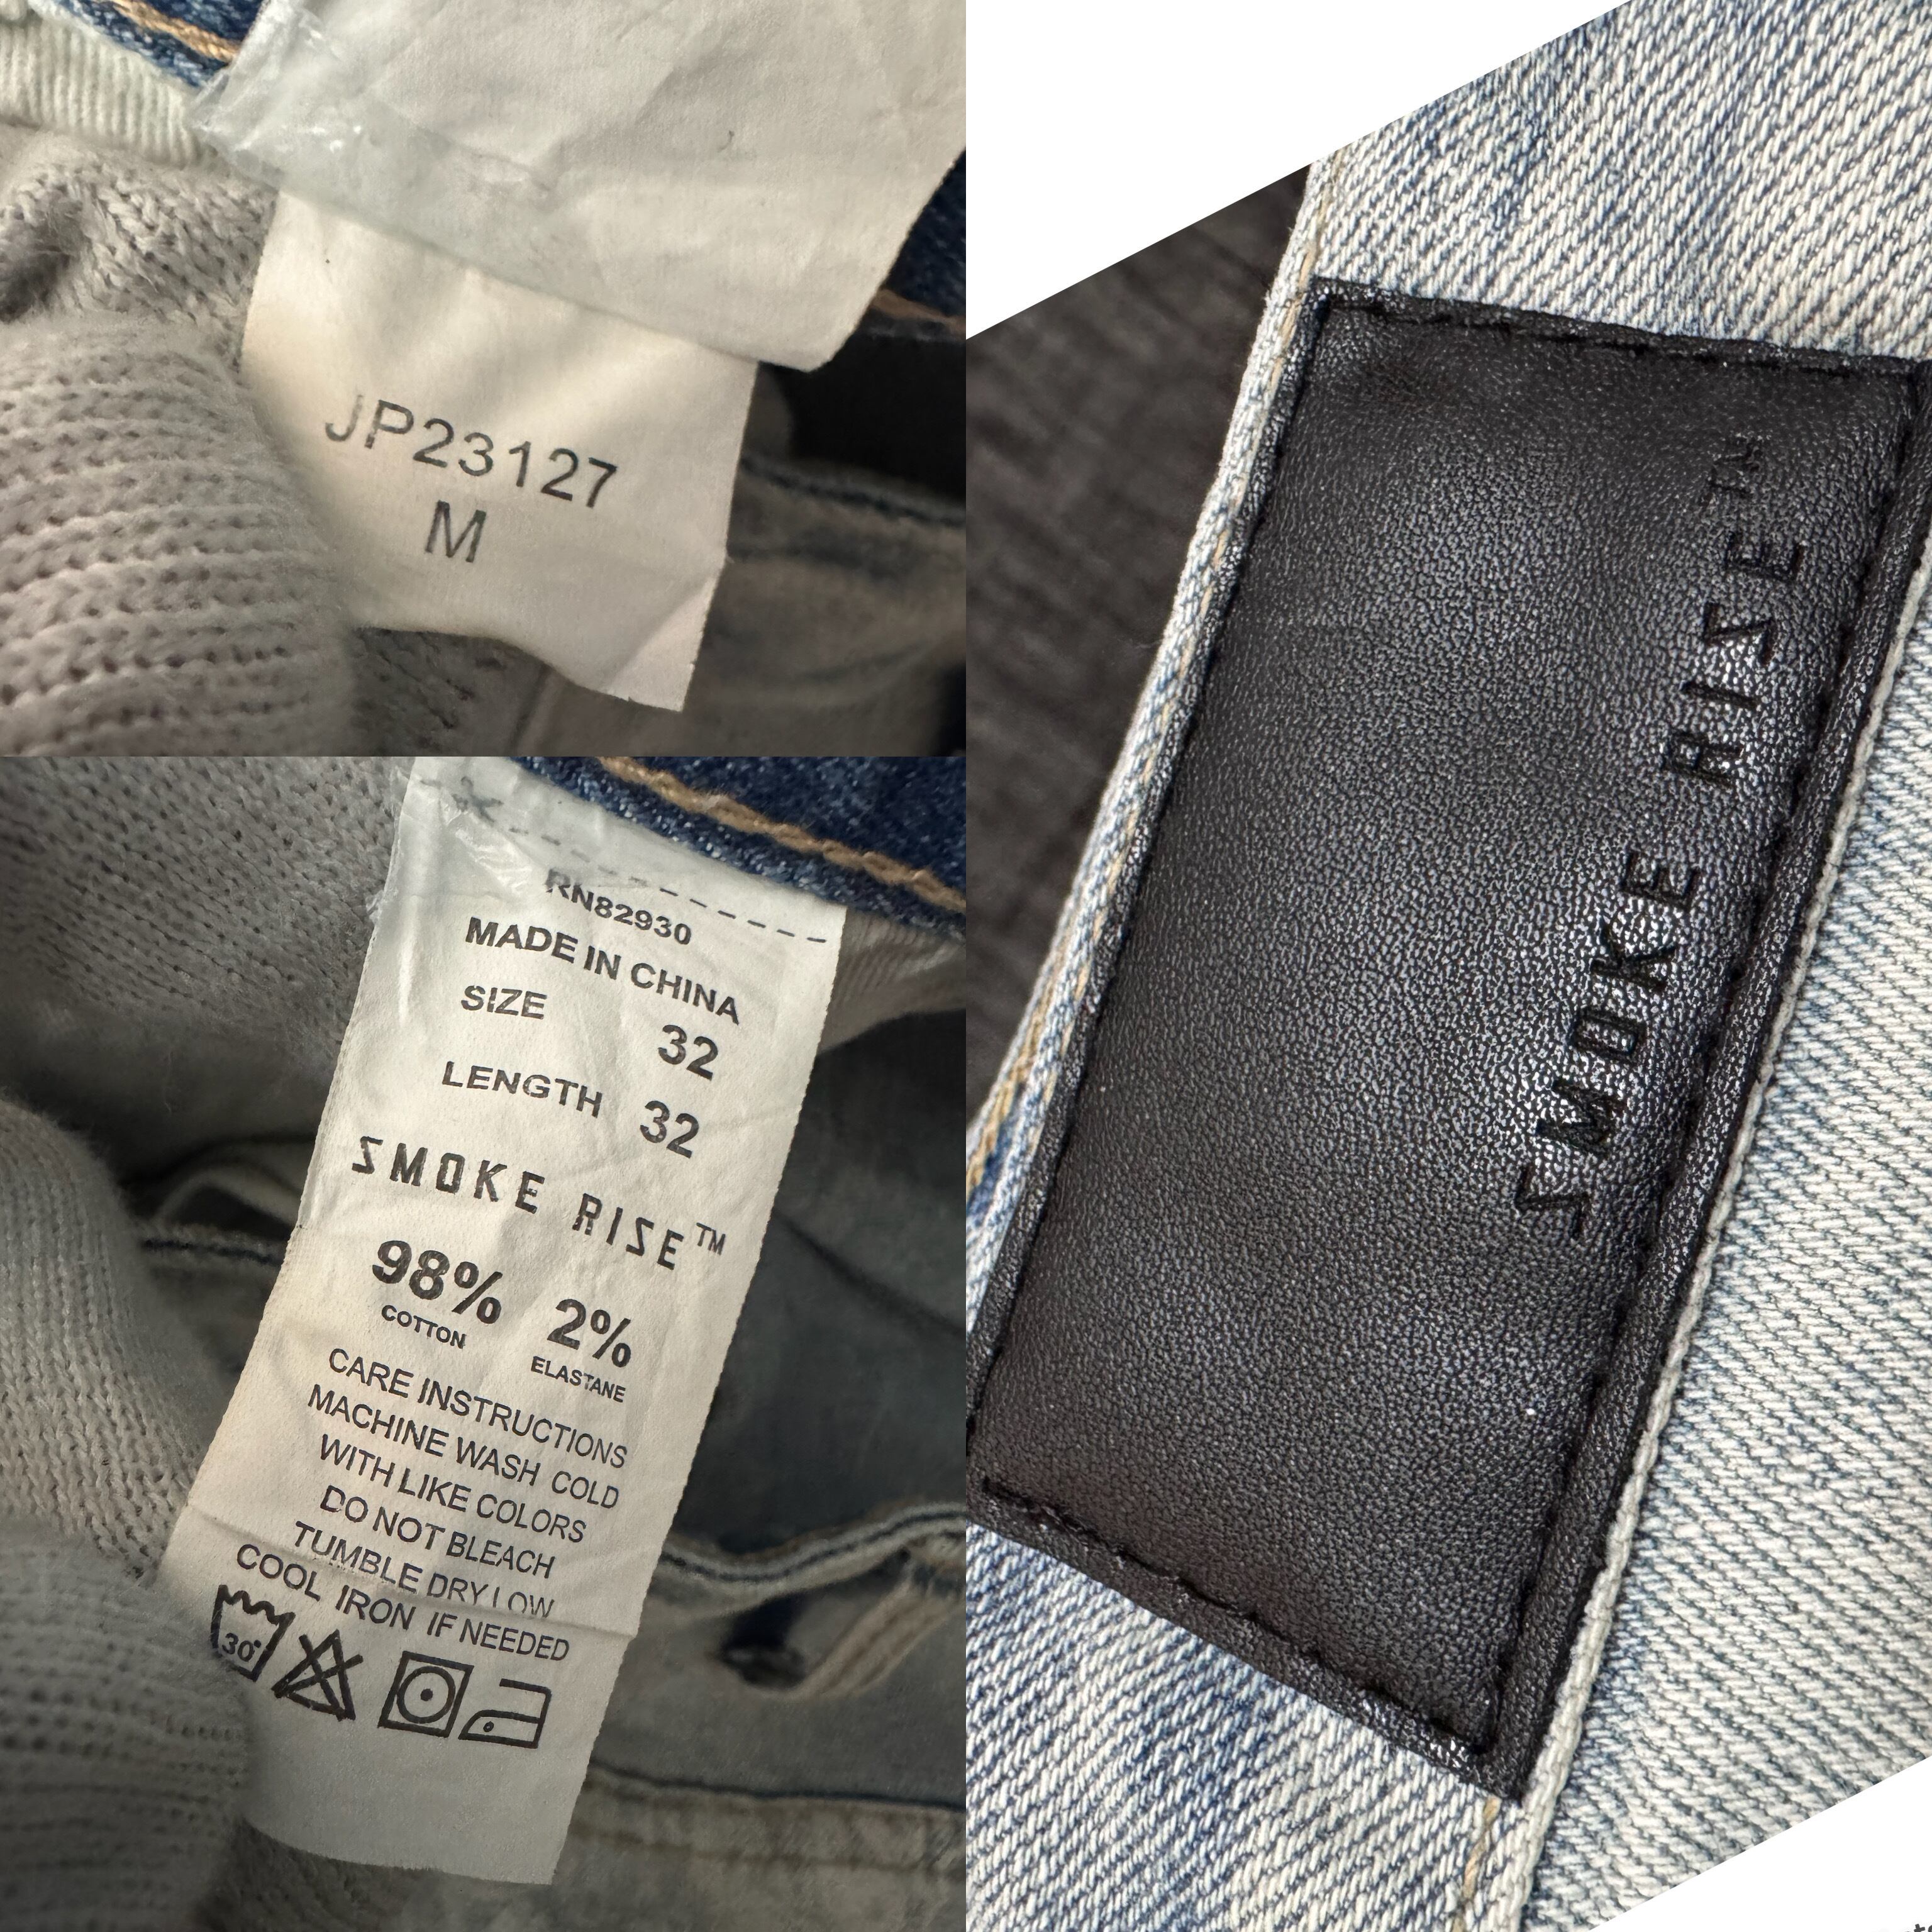 JP23127
M
RN82930
MADE IN CHINA
SIZE 32
LENGTH 32
SMOKE RISE™
98% 2%
COTTON ELASTANE
CARE INSTRUCTIONS
MACHINE WASH COLD
WITH LIKE COLORS
DO NOT BLEACH
TUMBLE DRY LOW
COOL IRON IF NEEDED
30°
SMOKE RISE™